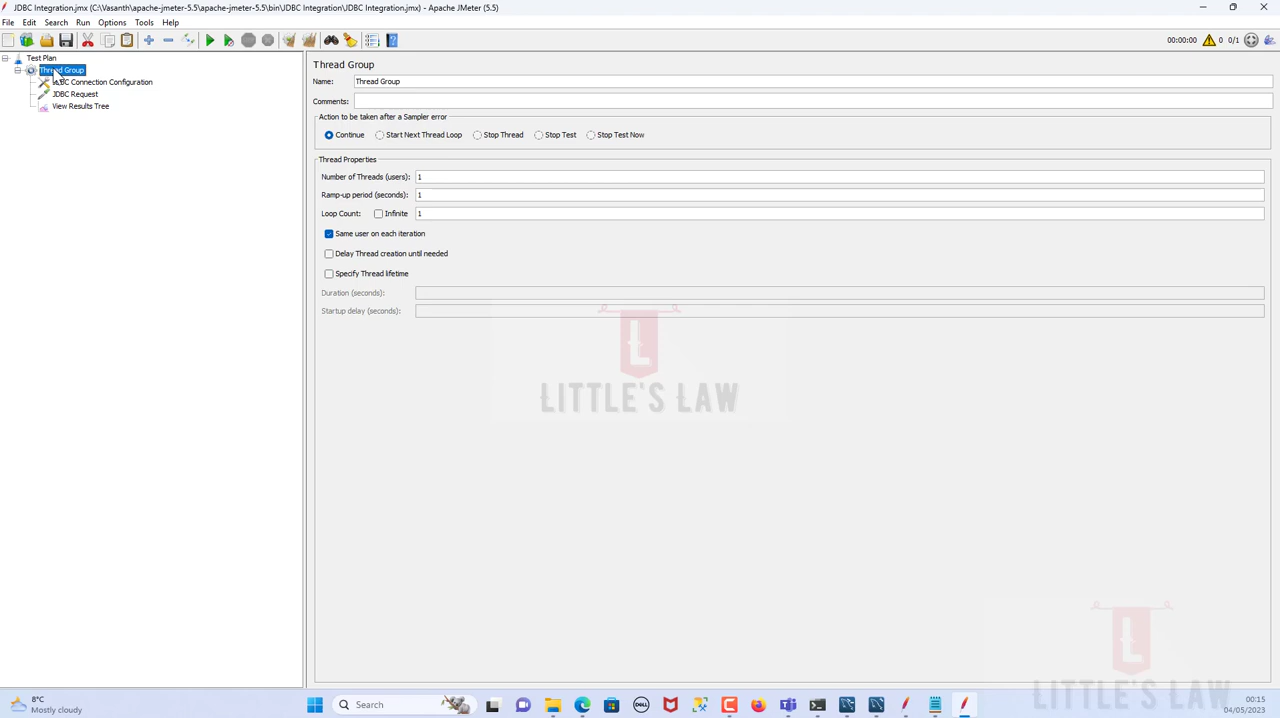 JDBC Integration.jmx (C:\Vasanth\apache-jmeter-5.5\apache-jmeter-5.5\bin\JDBC Integration\JDBC Integration.jmx) - Apache JMeter (5.5)
File Edit Search Run Options Tools Help
00:00:00 0 0/1
Test Plan
Thread Group
JDBC Connection Configuration
JDBC Request
View Results Tree
Thread Group
Name: Thread Group
Comments:
Action to be taken after a Sampler error
Continue Start Next Thread Loop Stop Thread Stop Test Stop Test Now
Thread Properties
Number of Threads (users): 1
Ramp-up period (seconds): 1
Loop Count: Infinite 1
Same user on each iteration
Delay Thread creation until needed
Specify Thread lifetime
Duration (seconds):
Startup delay (seconds):
L
LITTLE'S LAW
L
LITTLE'S LAW
8°C
Mostly cloudy
Search
DELL
00:15
04/05/2023